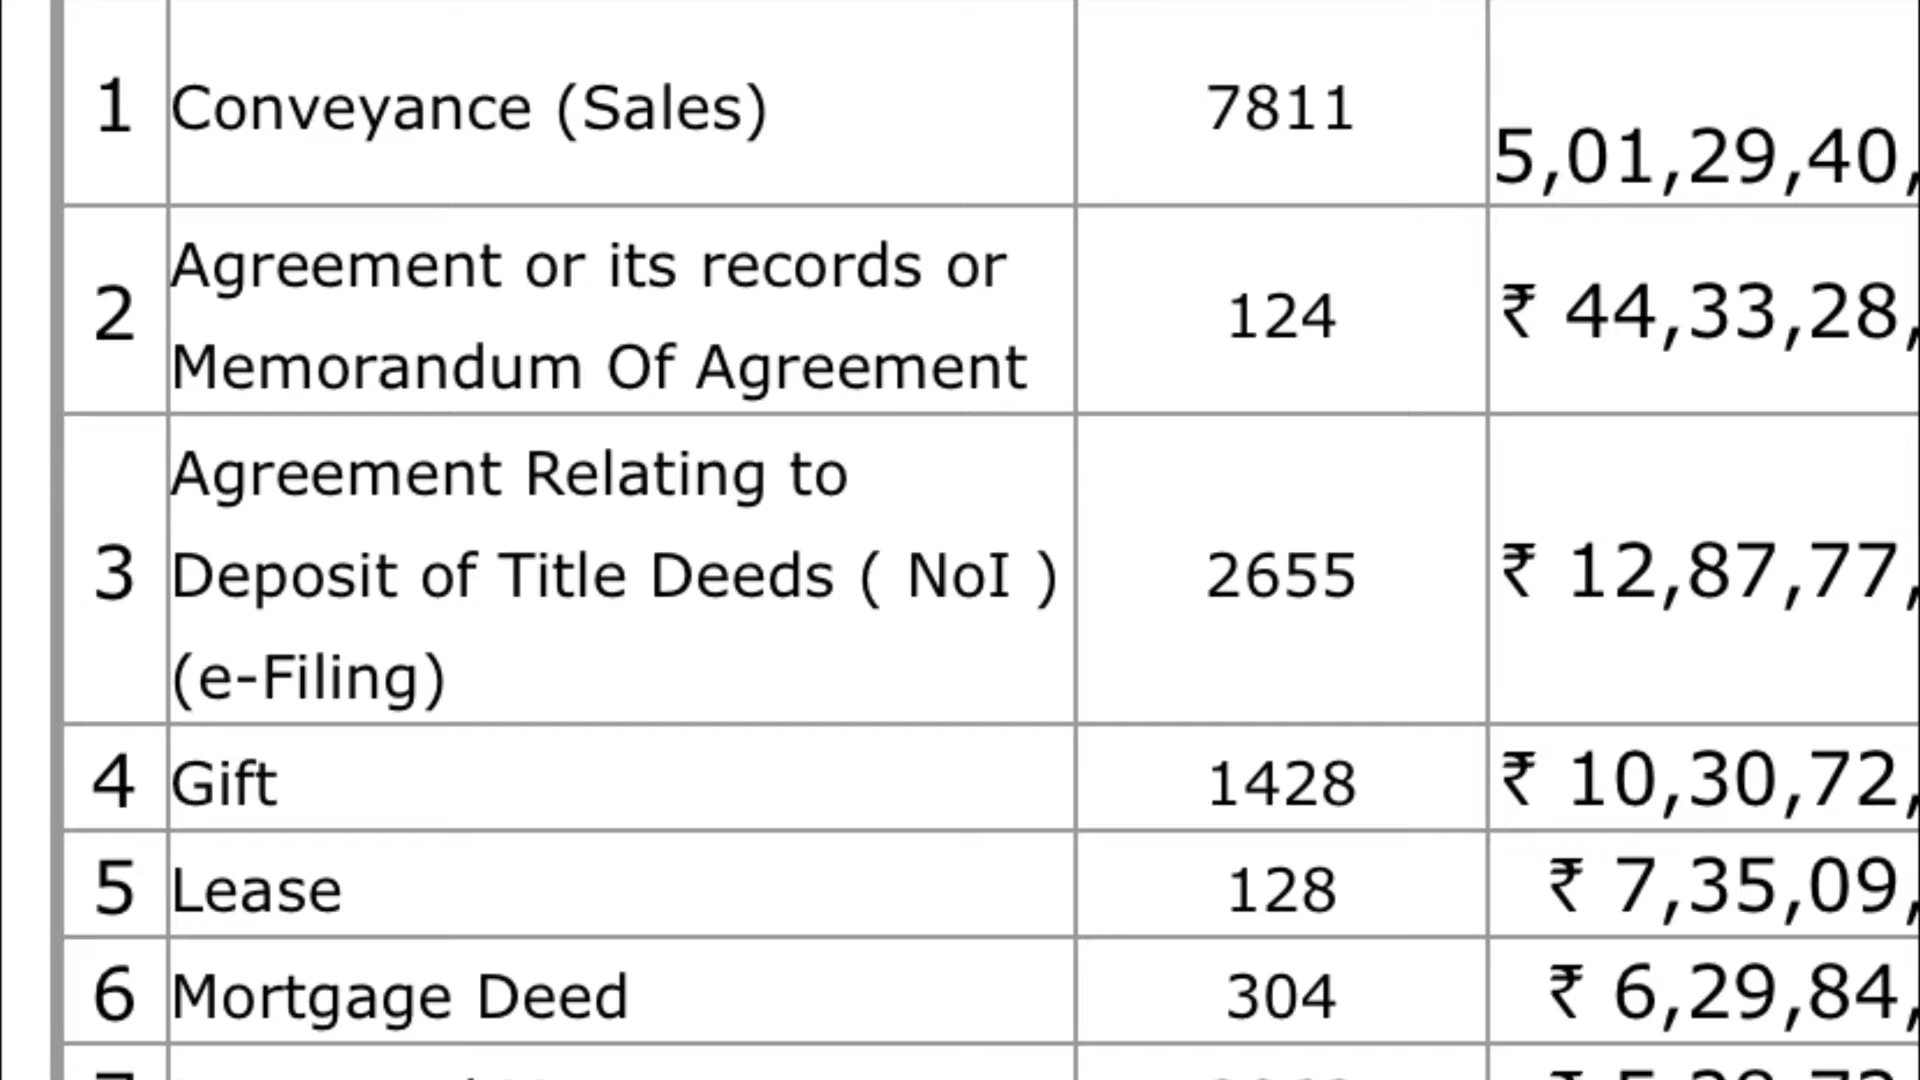 1 Conveyance (Sales) 7811 5,01,29,40,
2 Agreement or its records or
Memorandum Of Agreement 124 ₹ 44,33,28,
3 Agreement Relating to
Deposit of Title Deeds ( NoI ) 2655 ₹ 12,87,77,
(e-Filing)
4 Gift 1428 ₹ 10,30,72,
5 Lease 128 ₹ 7,35,09,
6 Mortgage Deed 304 ₹ 6,29,84,